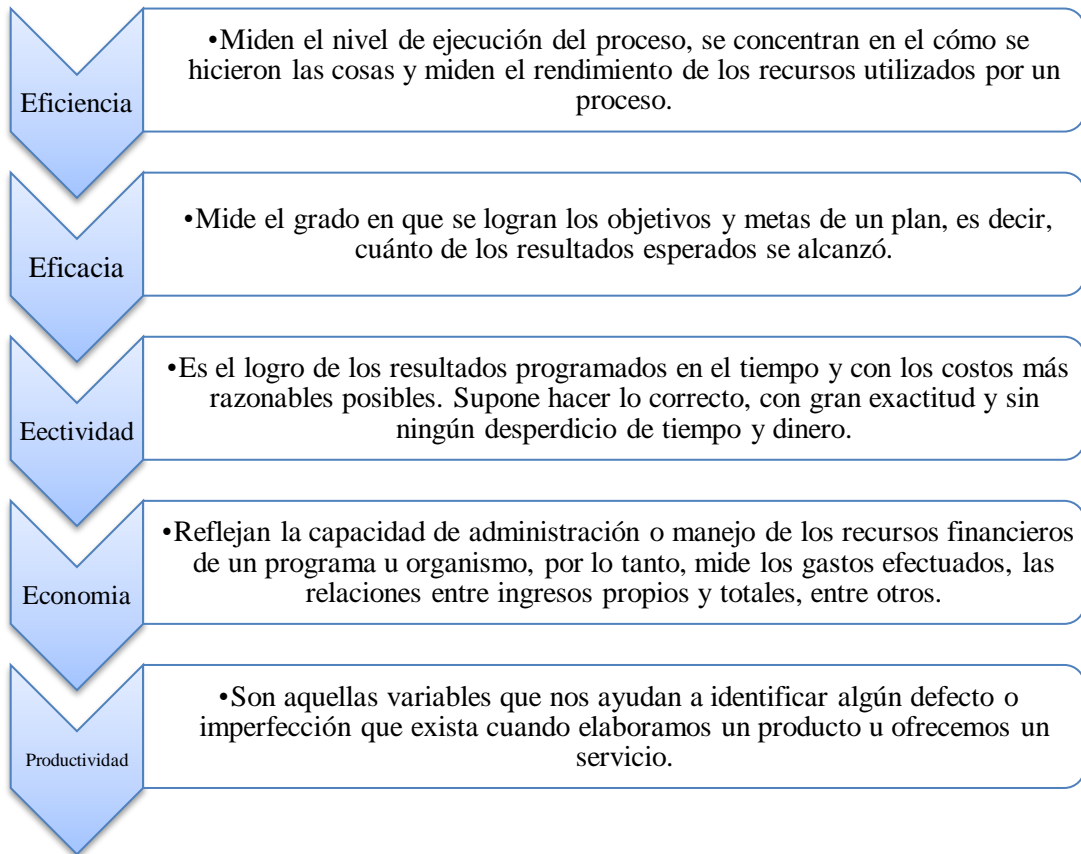 Eficiencia
•Miden el nivel de ejecución del proceso, se concentran en el cómo se
hicieron las cosas y miden el rendimiento de los recursos utilizados por un
proceso.
Eficacia
•Mide el grado en que se logran los objetivos y metas de un plan, es decir,
cuánto de los resultados esperados se alcanzó.
Eectividad
•Es el logro de los resultados programados en el tiempo y con los costos más
razonables posibles. Supone hacer lo correcto, con gran exactitud y sin
ningún desperdicio de tiempo y dinero.
Economia
•Reflejan la capacidad de administración o manejo de los recursos financieros
de un programa u organismo, por lo tanto, mide los gastos efectuados, las
relaciones entre ingresos propios y totales, entre otros.
Productividad
•Son aquellas variables que nos ayudan a identificar algún defecto o
imperfección que exista cuando elaboramos un producto u ofrecemos un
servicio.